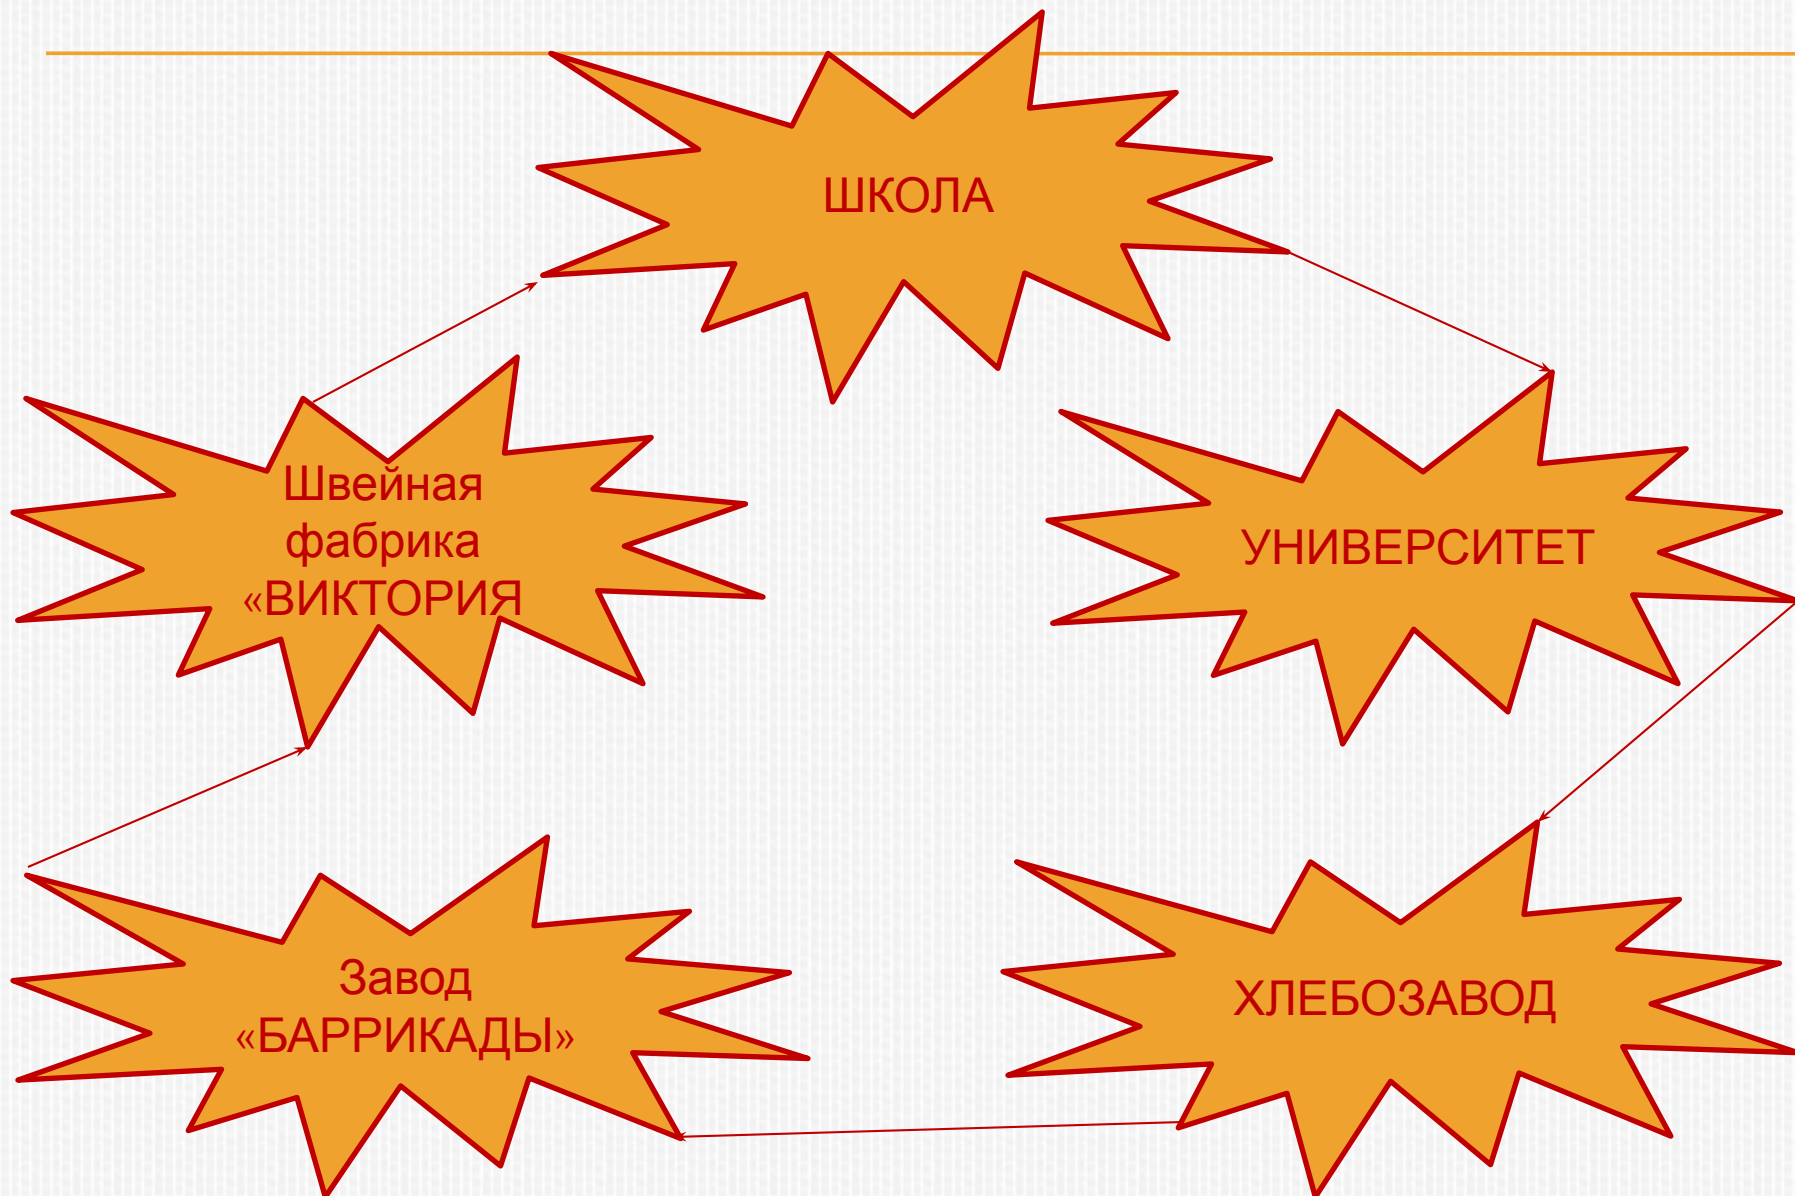 ШКОЛА
Швейная
фабрика
«ВИКТОРИЯ
УНИВЕРСИТЕТ
Завод
«БАРРИКАДЫ»
ХЛЕБОЗАВОД